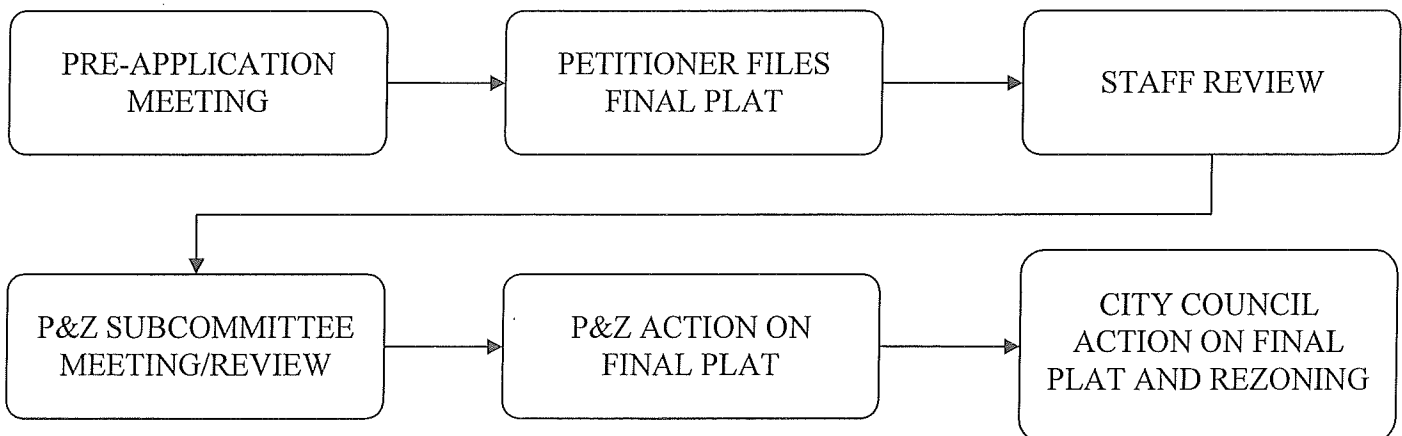 PRE-APPLICATION
MEETING
PETITIONER FILES
FINAL PLAT
STAFF REVIEW
P&Z SUBCOMMITTEE
MEETING/REVIEW
P&Z ACTION ON
FINAL PLAT
CITY COUNCIL
ACTION ON FINAL
PLAT AND REZONING